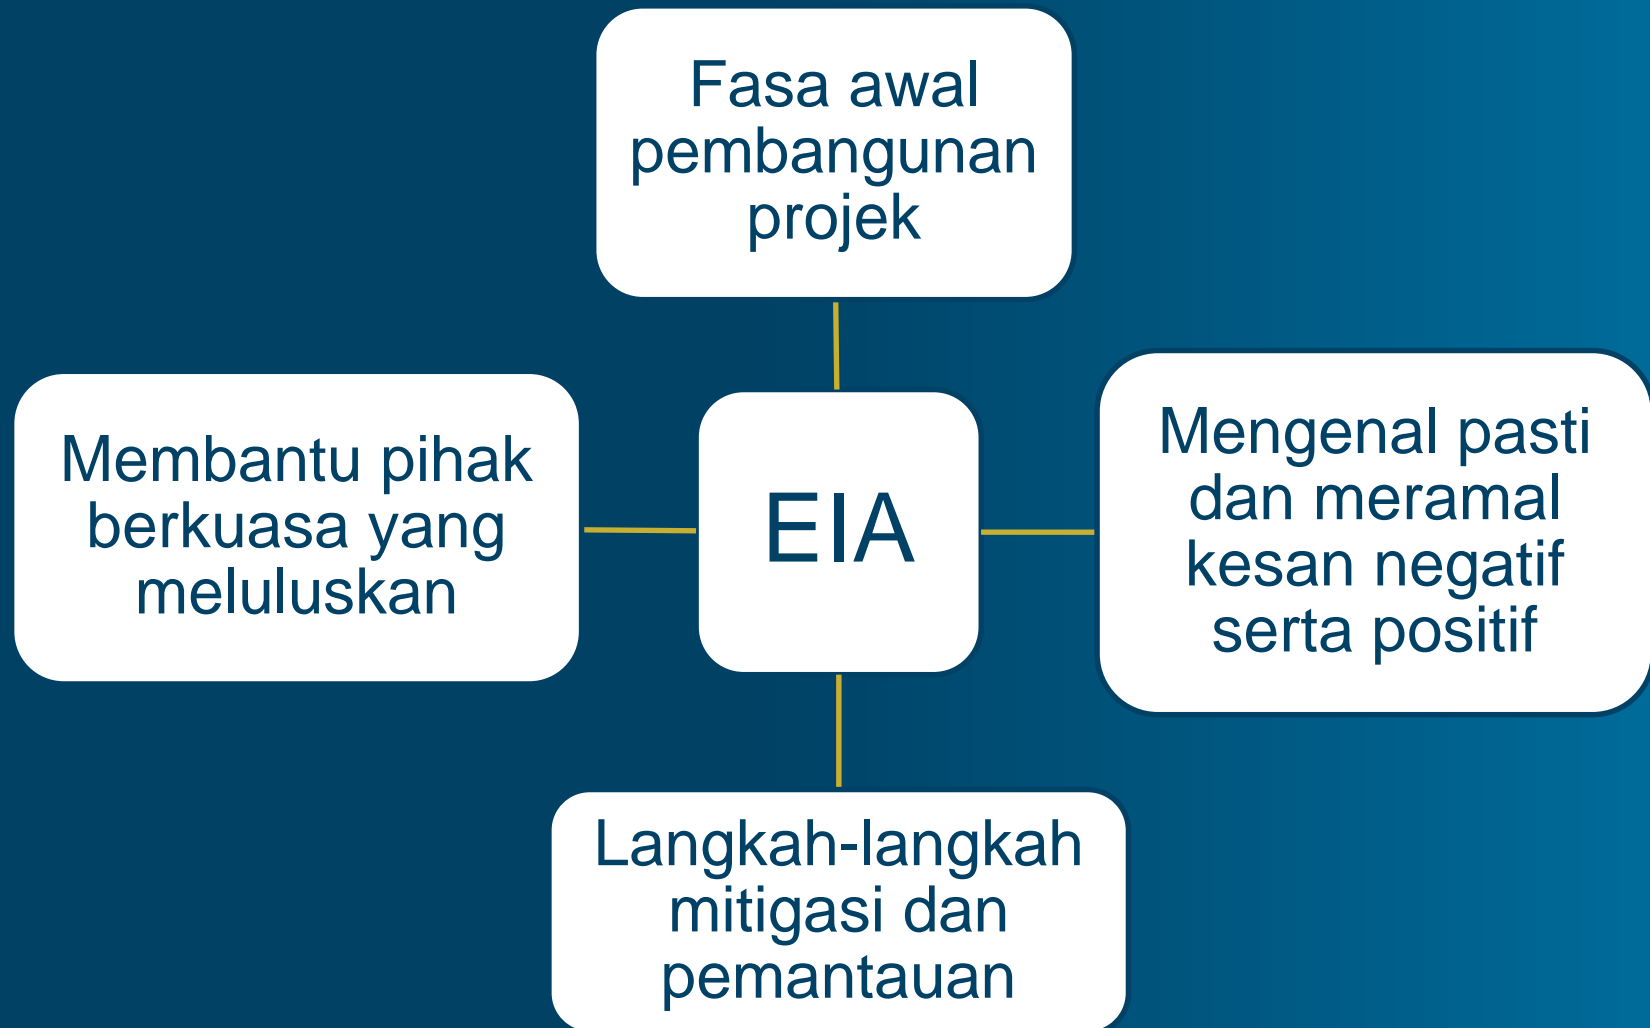 Fasa awal
pembangunan
projek
Membantu pihak
berkuasa yang
meluluskan
EIA
Mengenal pasti
dan meramal
kesan negatif
serta positif
Langkah-langkah
mitigasi dan
pemantauan